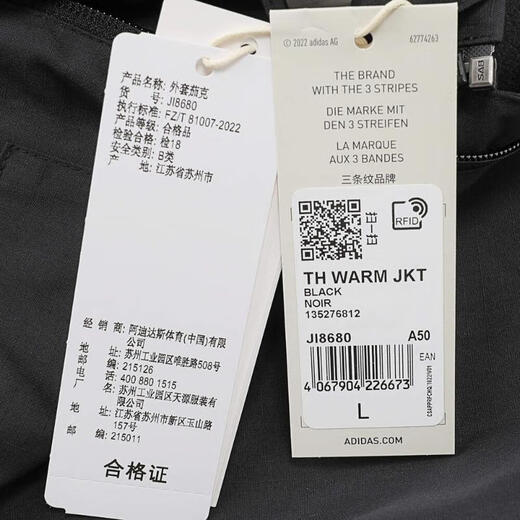 产品名称: 外套茄克
货 号: JI8680
执行标准: FZ/T 81007-2022
产品等级: 合格品
检验合格: 检18
安全类别: B类
产 地: 江苏省苏州市
经 销 商: 阿迪达斯体育(中国)有限公司
地 址: 苏州工业园区唯胜路508号
邮 编: 215126
电 话: 400 880 1515
制 造 商: 苏州工业园区天源服装有限公司
地 址: 江苏省苏州市新区玉山路157号
邮 编: 215011
合格证
© 2022 adidas AG
62774263
THE BRAND
WITH THE 3 STRIPES
DIE MARKE MIT
DEN 3 STREIFEN
LA MARQUE
AUX 3 BANDES
三条纹品牌
扫一扫
RFID
TH WARM JKT
BLACK
NOIR
135276812
JI8680 A50
EAN
4 067904 226673
L
ADIDAS.COM
SAB